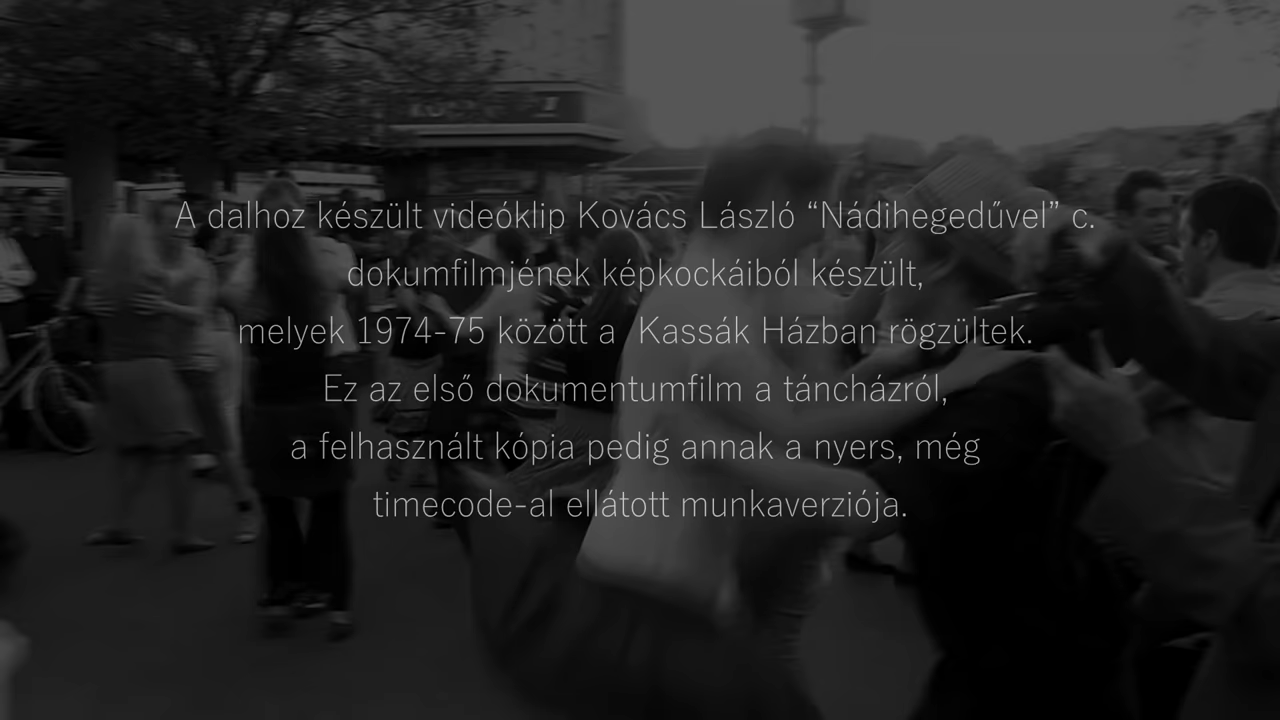 A dalhoz készült videóklip Kovács László “Nádihegedűvel” c.
dokumfilmjének képkockáiból készült,
melyek 1974-75 között a  Kassák Házban rögzültek.
Ez az első dokumentumfilm a táncházról,
a felhasznált kópia pedig annak a nyers, még
timecode-al ellátott munkaverziója.